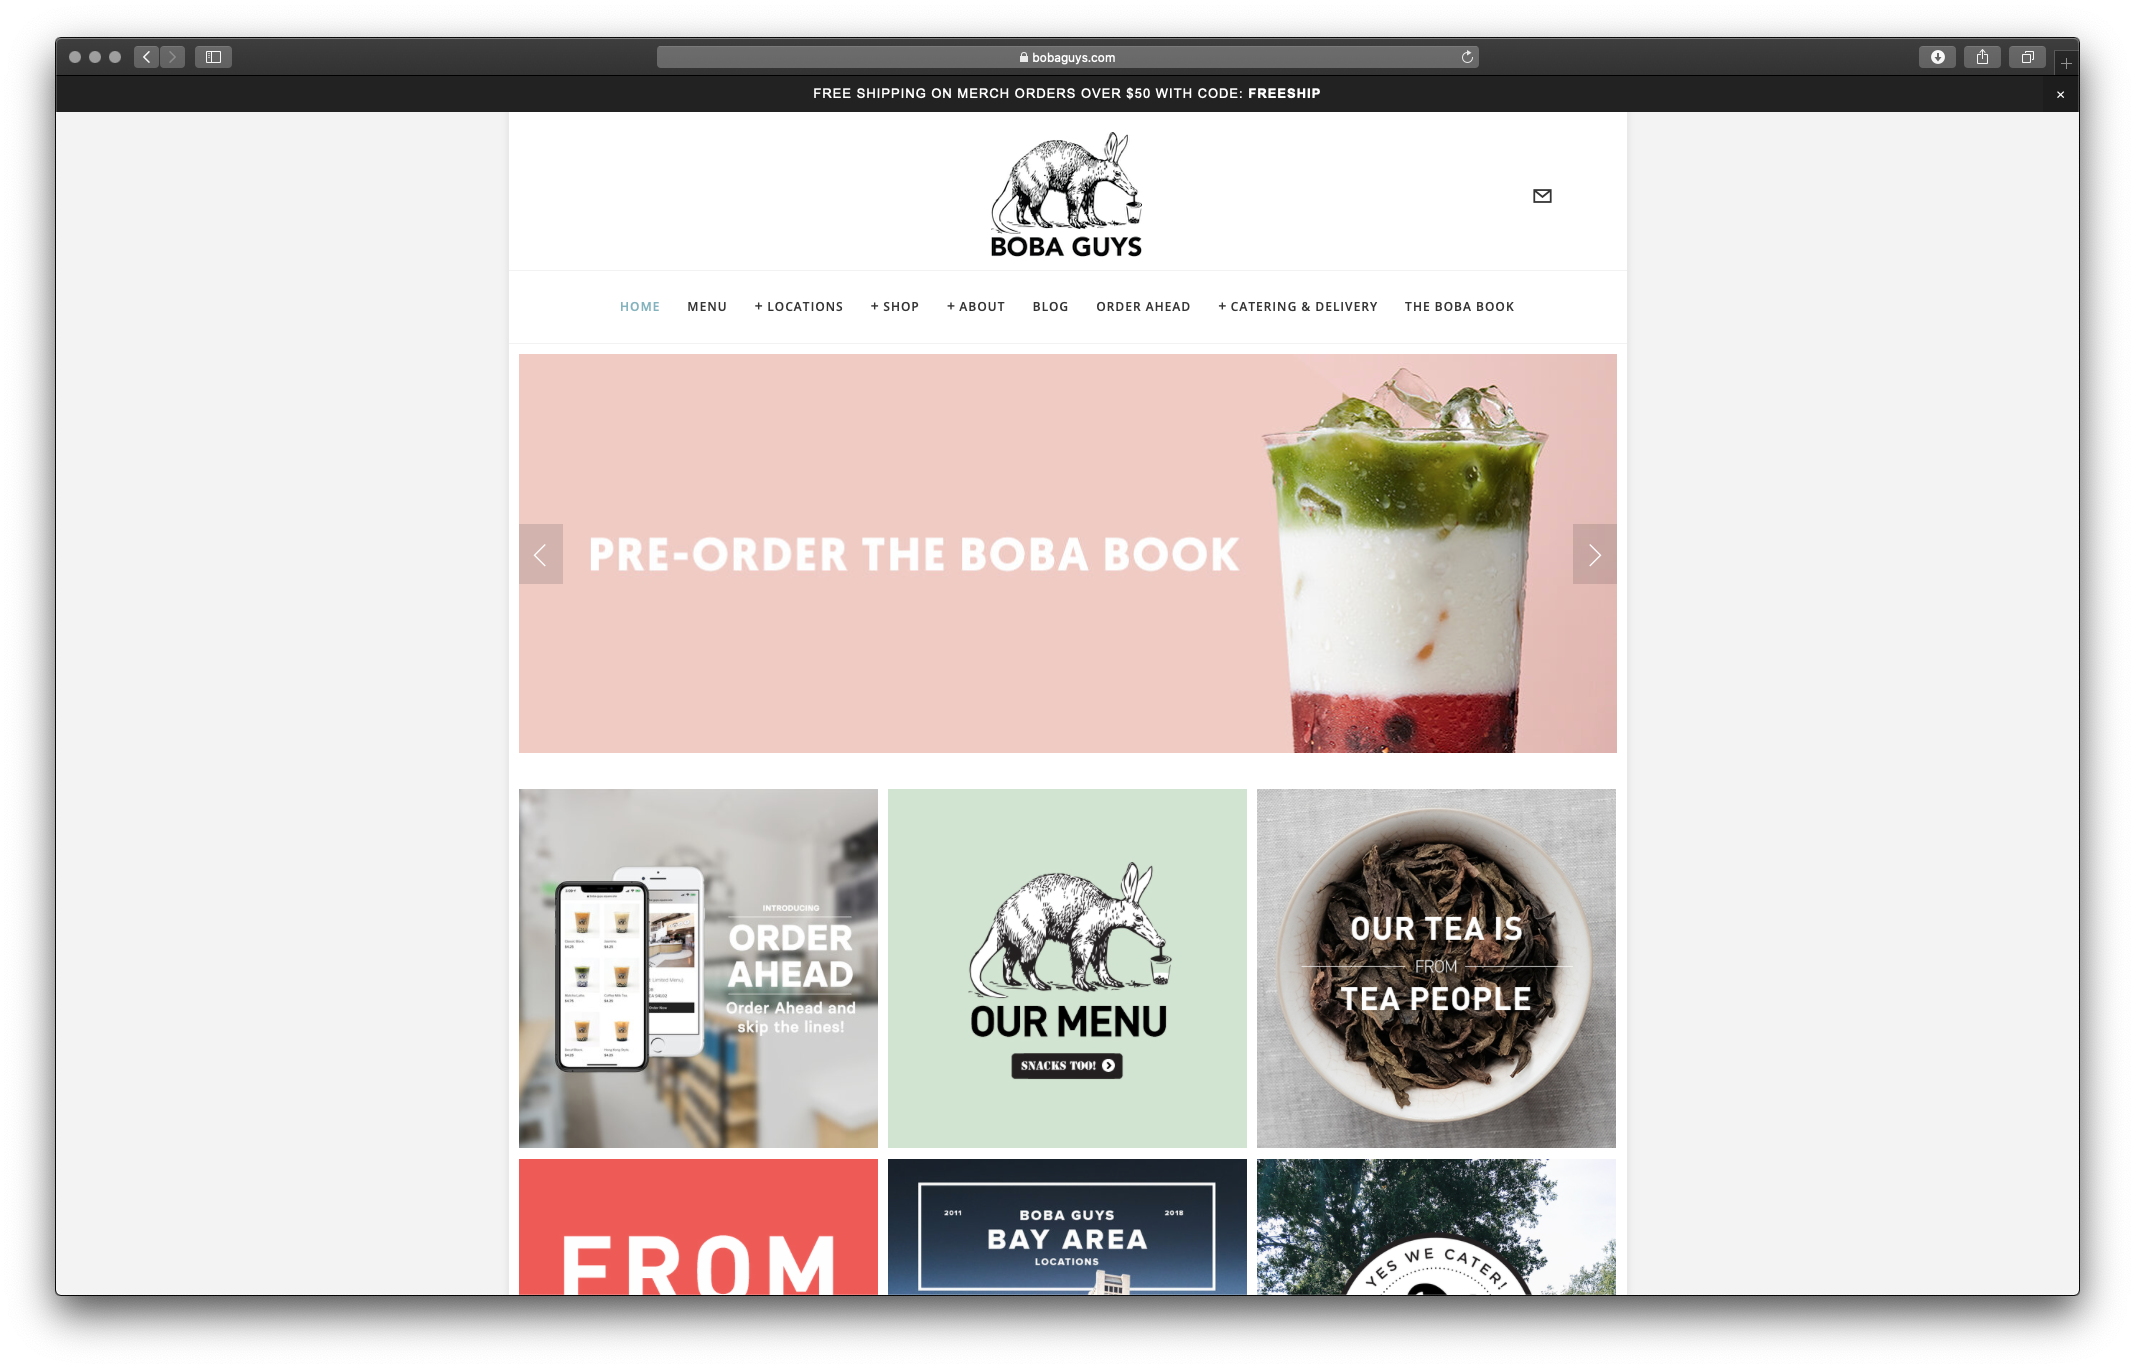 bobaguys.com
FREE SHIPPING ON MERCH ORDERS OVER $50 WITH CODE: FREESHIP
BOBA GUYS
HOME MENU + LOCATIONS + SHOP + ABOUT BLOG ORDER AHEAD + CATERING & DELIVERY THE BOBA BOOK
PRE-ORDER THE BOBA BOOK
INTRODUCING
ORDER
AHEAD
Order Ahead and
skip the lines!
OUR MENU
SNACKS TOO!
OUR TEA IS
FROM
TEA PEOPLE
FROM
2011 BOBA GUYS 2018
BAY AREA
LOCATIONS
YES WE CATER!